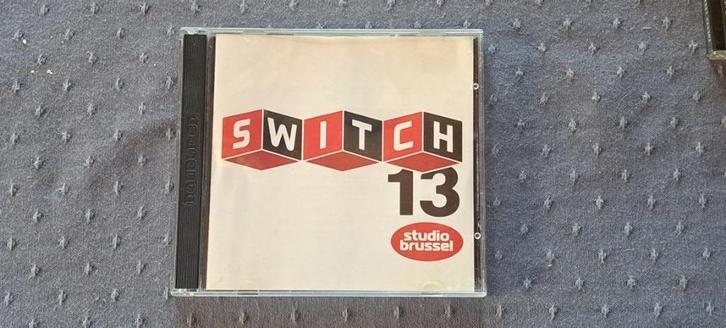 SWITCH
13
studio
brussel